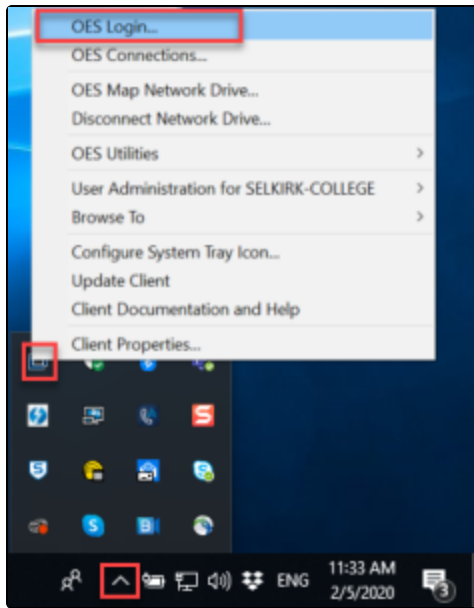 OES Login...
OES Connections...
OES Map Network Drive...
Disconnect Network Drive...
OES Utilities
User Administration for SELKIRK-COLLEGE
Browse To
Configure System Tray Icon...
Update Client
Client Documentation and Help
Client Properties...
ENG
11:33 AM
2/5/2020
3